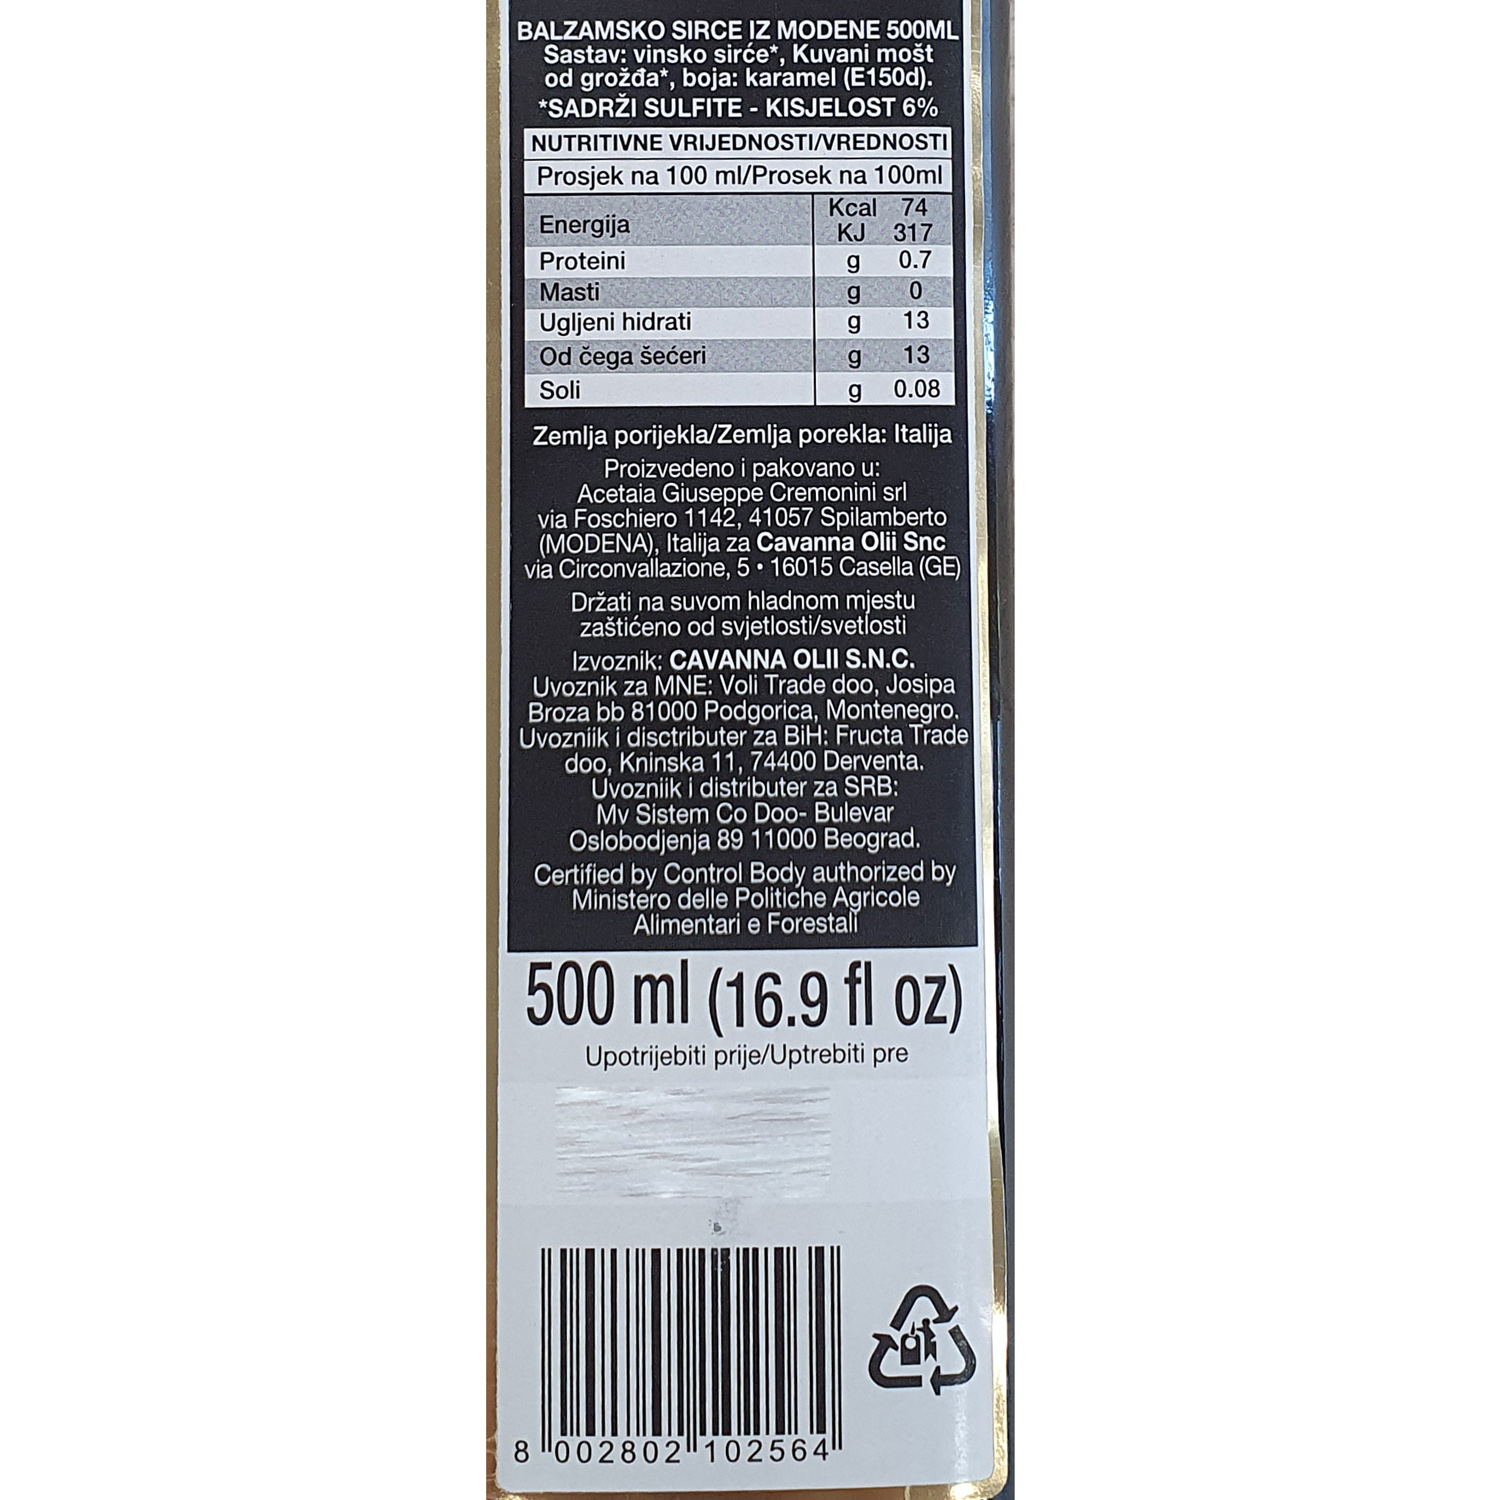 BALZAMSKO SIRCE IZ MODENE 500ML
Sastav: vinsko sirće*, Kuvani mošt
od grožđa*, boja: karamel (E150d).
*SADRŽI SULFITE - KISJELOST 6%
NUTRITIVNE VRIJEDNOSTI/VREDNOSTI
Prosjek na 100 ml/Prosek na 100ml
Energija Kcal 74
KJ 317
Proteini g 0.7
Masti g 0
Ugljeni hidrati g 13
Od čega šećeri g 13
Soli g 0.08
Zemlja porijekla/Zemlja porekla: Italija
Proizvedeno i pakovano u:
Acetaia Giuseppe Cremonini srl
via Foschiero 1142, 41057 Spilamberto
(MODENA), Italija za Cavanna Olii Snc
via Circonvallazione, 5 • 16015 Casella (GE)
Držati na suvom hladnom mjestu
zaštićeno od svjetlosti/svetlosti
Izvoznik: CAVANNA OLII S.N.C.
Uvoznik za MNE: Voli Trade doo, Josipa
Broza bb 81000 Podgorica, Montenegro.
Uvozniik i disctributer za BiH: Fructa Trade
doo, Kninska 11, 74400 Derventa.
Uvozniik i distributer za SRB:
Mv Sistem Co Doo- Bulevar
Oslobodjenja 89 11000 Beograd.
Certified by Control Body authorized by
Ministero delle Politiche Agricole
Alimentari e Forestali
500 ml (16.9 fl oz)
Upotrijebiti prije/Uptrebiti pre
8 002802 102564